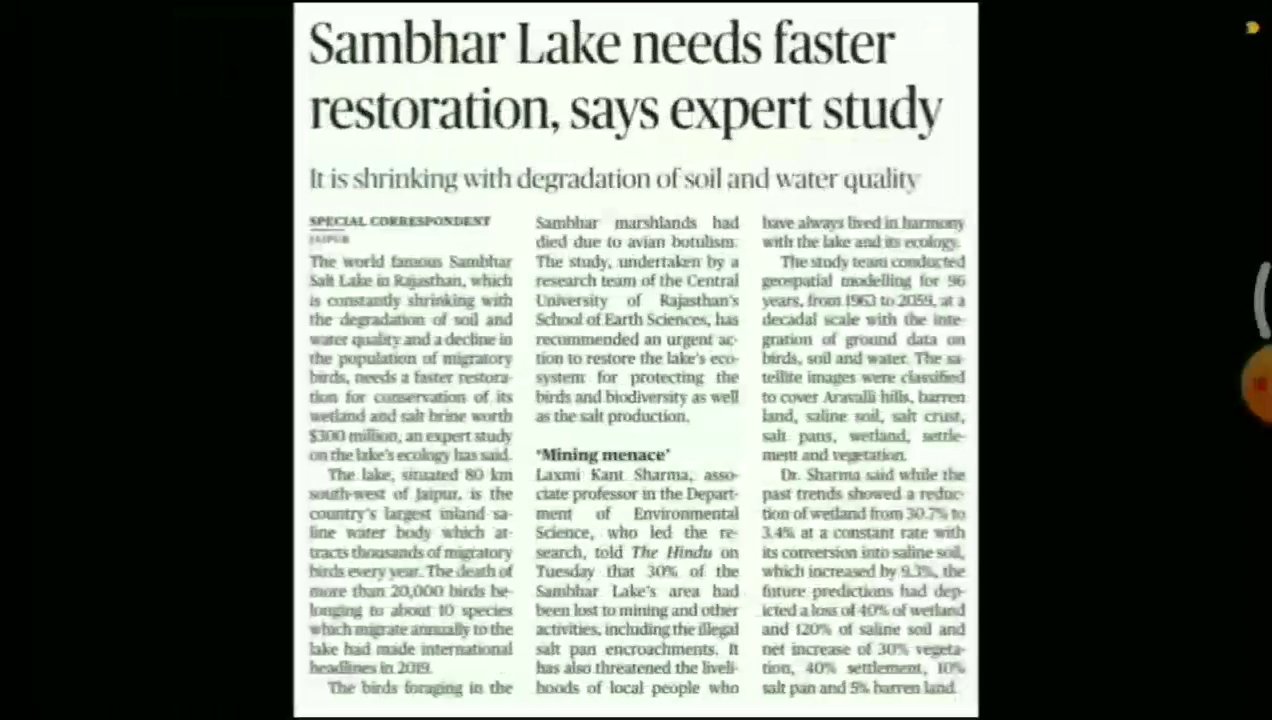 Sambhar Lake needs faster
restoration, says expert study
It is shrinking with degradation of soil and water quality
SPECIAL CORRESPONDENT
JAIPUR
The world famous Sambhar
Salt Lake in Rajasthan, which
is constantly shrinking with
the degradation of soil and
water quality and a decline in
the population of migratory
birds, needs a faster restora-
tion for conservation of its
wetland and salt brine worth
$300 million, an expert study
on the lake's ecology has said.
The lake, situated 80 km
south-west of Jaipur, is the
country's largest inland sa-
line water body which at-
tracts thousands of migratory
birds every year. The death of
more than 20,000 birds be-
longing to about 10 species
which migrate annually to the
lake had made international
headlines in 2019.
The birds foraging in the
Sambhar marshlands had
died due to avian botulism.
The study, undertaken by a
research team of the Central
University of Rajasthan's
School of Earth Sciences, has
recommended an urgent ac-
tion to restore the lake's eco-
system for protecting the
birds and biodiversity as well
as the salt production.
'Mining menace'
Laxmi Kant Sharma, asso-
ciate professor in the Depart-
ment of Environmental
Science, who led the re-
search, told The Hindu on
Tuesday that 30% of the
Sambhar Lake's area had
been lost to mining and other
activities, including the illegal
salt pan encroachments. It
has also threatened the liveli-
hoods of local people who
have always lived in harmony
with the lake and its ecology.
The study team conducted
geospatial modelling for 96
years, from 1963 to 2059, at a
decadal scale with the inte-
gration of ground data on
birds, soil and water. The sa-
tellite images were classified
to cover Aravalli hills, barren
land, saline soil, salt crust,
salt pans, wetland, settle-
ment and vegetation.
Dr. Sharma said while the
past trends showed a reduc-
tion of wetland from 30.7% to
3.4% at a constant rate with
its conversion into saline soil,
which increased by 9.3%, the
future predictions had dep-
icted a loss of 40% of wetland
and 120% of saline soil and
net increase of 30% vegeta-
tion, 40% settlement, 10%
salt pan and 5% barren land.